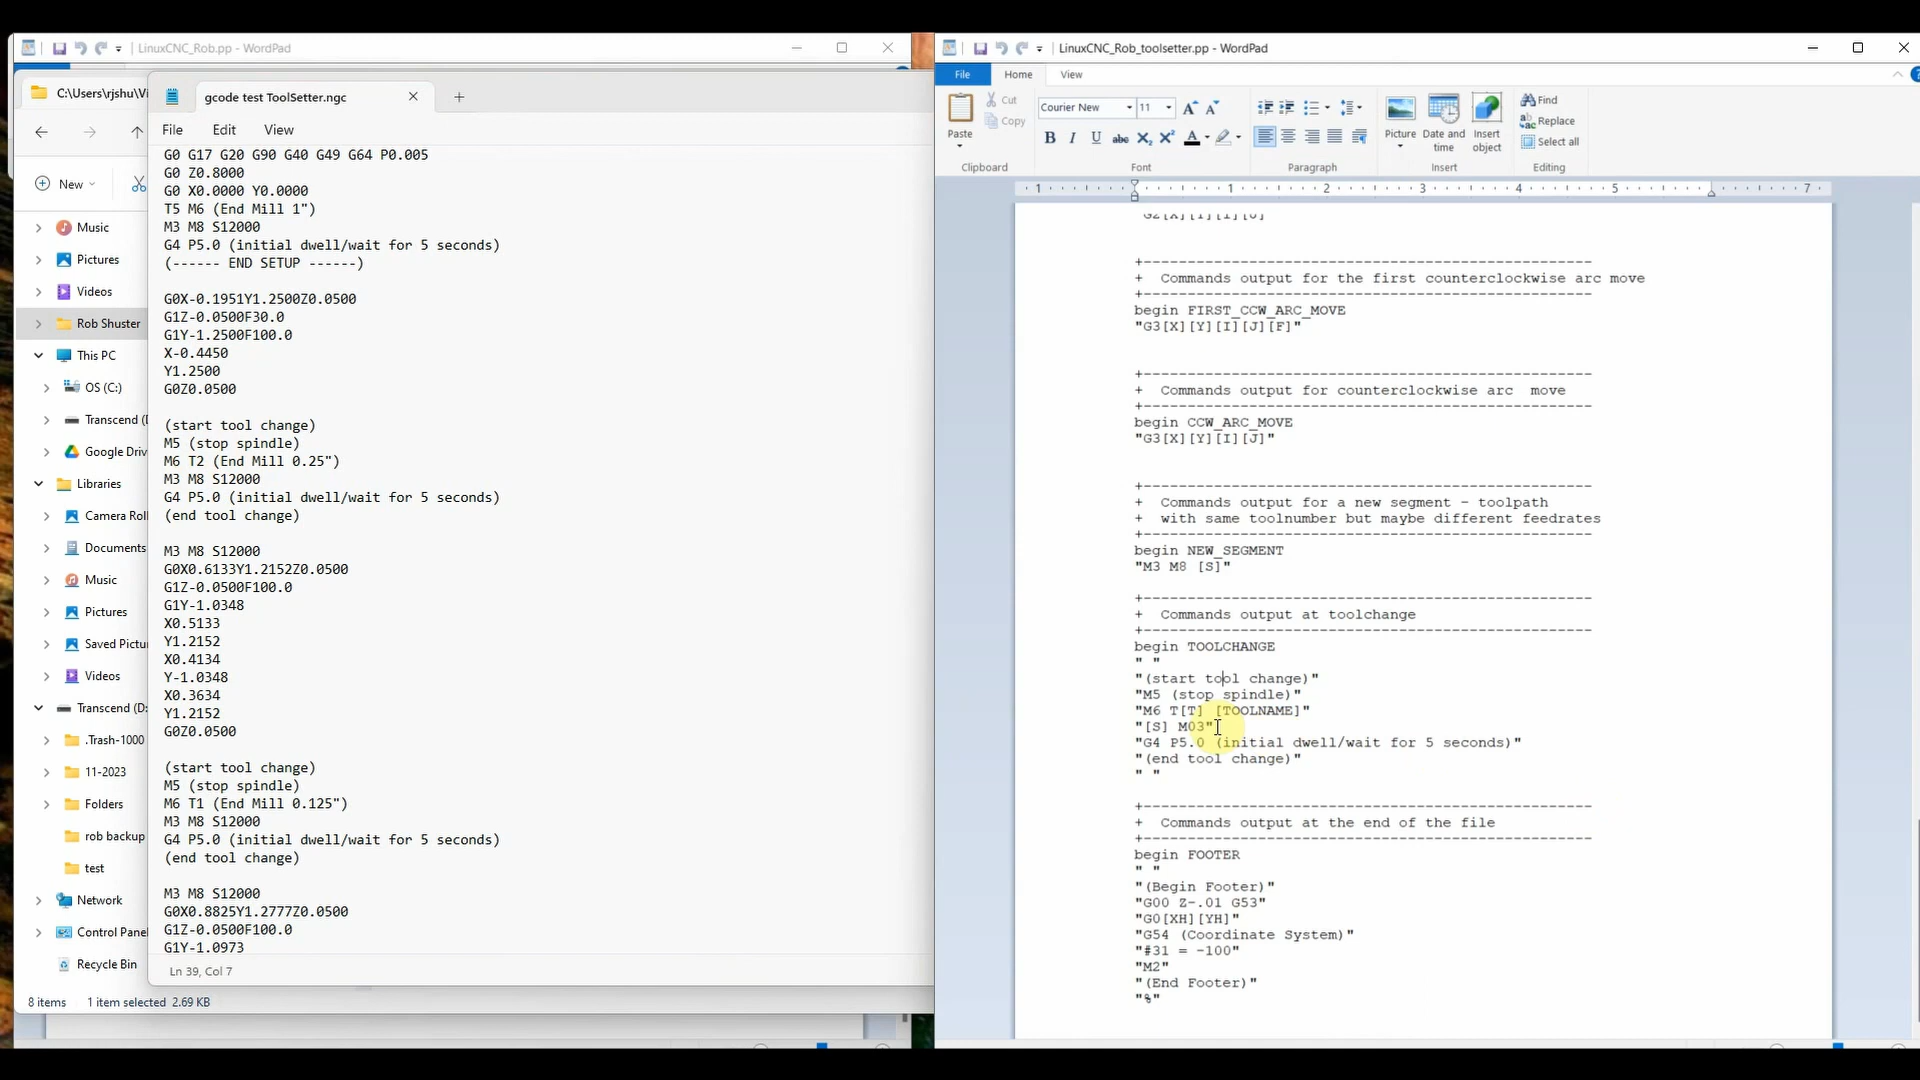 LinuxCNC_Rob.pp - WordPad
C:\Users\rjshu\Vi
New
Music
Pictures
Videos
Rob Shuster
This PC
OS (C:)
Transcend (
Google Driv
Libraries
Camera Roll
Documents
Music
Pictures
Saved Pictu
Videos
Transcend (D:
.Trash-1000
11-2023
Folders
rob backup
test
Network
Control Pane
Recycle Bin
8 items 1 item selected 2.69 KB
gcode test ToolSetter.ngc
File Edit View
G0 G17 G20 G90 G40 G49 G64 P0.005
G0 Z0.8000
G0 X0.0000 Y0.0000
T5 M6 (End Mill 1")
M3 M8 S12000
G4 P5.0 (initial dwell/wait for 5 seconds)
(------ END SETUP ------)
G0X-0.1951Y1.2500Z0.0500
G1Z-0.0500F30.0
G1Y-1.2500F100.0
X-0.4450
Y1.2500
G0Z0.0500
(start tool change)
M5 (stop spindle)
M6 T2 (End Mill 0.25")
M3 M8 S12000
G4 P5.0 (initial dwell/wait for 5 seconds)
(end tool change)
M3 M8 S12000
G0X0.6133Y1.2152Z0.0500
G1Z-0.0500F100.0
G1Y-1.0348
X0.5133
Y1.2152
X0.4134
Y-1.0348
X0.3634
Y1.2152
G0Z0.0500
(start tool change)
M5 (stop spindle)
M6 T1 (End Mill 0.125")
M3 M8 S12000
G4 P5.0 (initial dwell/wait for 5 seconds)
(end tool change)
M3 M8 S12000
G0X0.8825Y1.2777Z0.0500
G1Z-0.0500F100.0
G1Y-1.0973
Ln 39, Col 7
LinuxCNC_Rob_toolsetter.pp - WordPad
File Home View
Paste
Cut
Copy
Clipboard
Courier New 11
B I U abc X2 X2 A
Font
Paragraph
Picture
Date and time
Insert object
Insert
Find
Replace
Select all
Editing
1 1 2 3 4 5 7
+----------------------------------------------------
+ Commands output for the first counterclockwise arc move
+----------------------------------------------------
begin FIRST_CCW_ARC_MOVE
"G3[X][Y][I][J][F]"
+----------------------------------------------------
+ Commands output for counterclockwise arc move
+----------------------------------------------------
begin CCW_ARC_MOVE
"G3[X][Y][I][J]"
+----------------------------------------------------
+ Commands output for a new segment - toolpath
+ with same toolnumber but maybe different feedrates
+----------------------------------------------------
begin NEW_SEGMENT
"M3 M8 [S]"
+----------------------------------------------------
+ Commands output at toolchange
+----------------------------------------------------
begin TOOLCHANGE
" "
"(start tool change)"
"M5 (stop spindle)"
"M6 T[T] [TOOLNAME]"
"[S] M03"
"G4 P5.0 (initial dwell/wait for 5 seconds)"
"(end tool change)"
" "
+----------------------------------------------------
+ Commands output at the end of the file
+----------------------------------------------------
begin FOOTER
" "
"(Begin Footer)"
"G00 Z-.01 G53"
"G0[XH][YH]"
"G54 (Coordinate System)"
"#31 = -100"
"M2"
"(End Footer)"
"%"